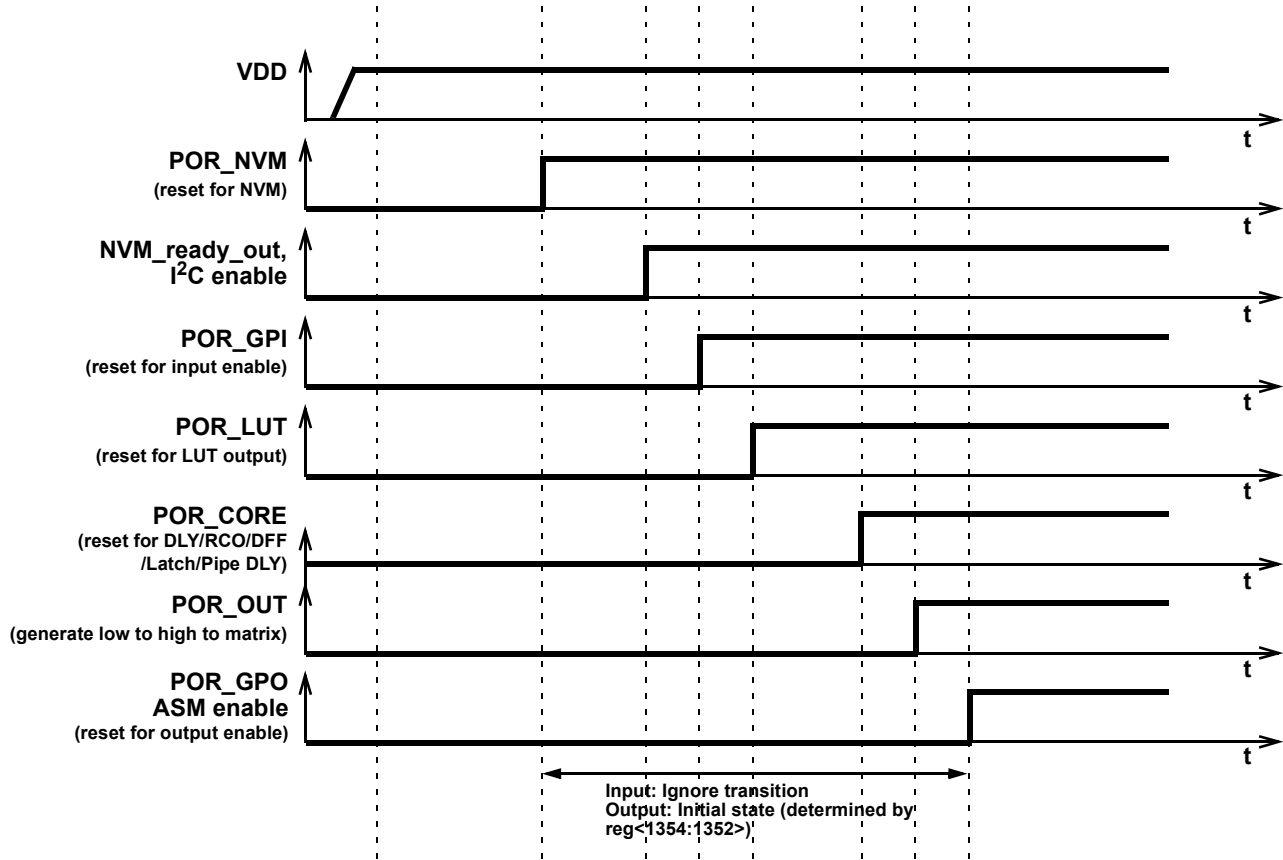 VDD
t
POR_NVM
(reset for NVM)
t
NVM_ready_out,
I²C enable
t
POR_GPI
(reset for input enable)
t
POR_LUT
(reset for LUT output)
t
POR_CORE
(reset for DLY/RCO/DFF
/Latch/Pipe DLY)
t
POR_OUT
(generate low to high to matrix)
t
POR_GPO
ASM enable
(reset for output enable)
t
Input: Ignore transition
Output: Initial state (determined by
reg<1354:1352>)